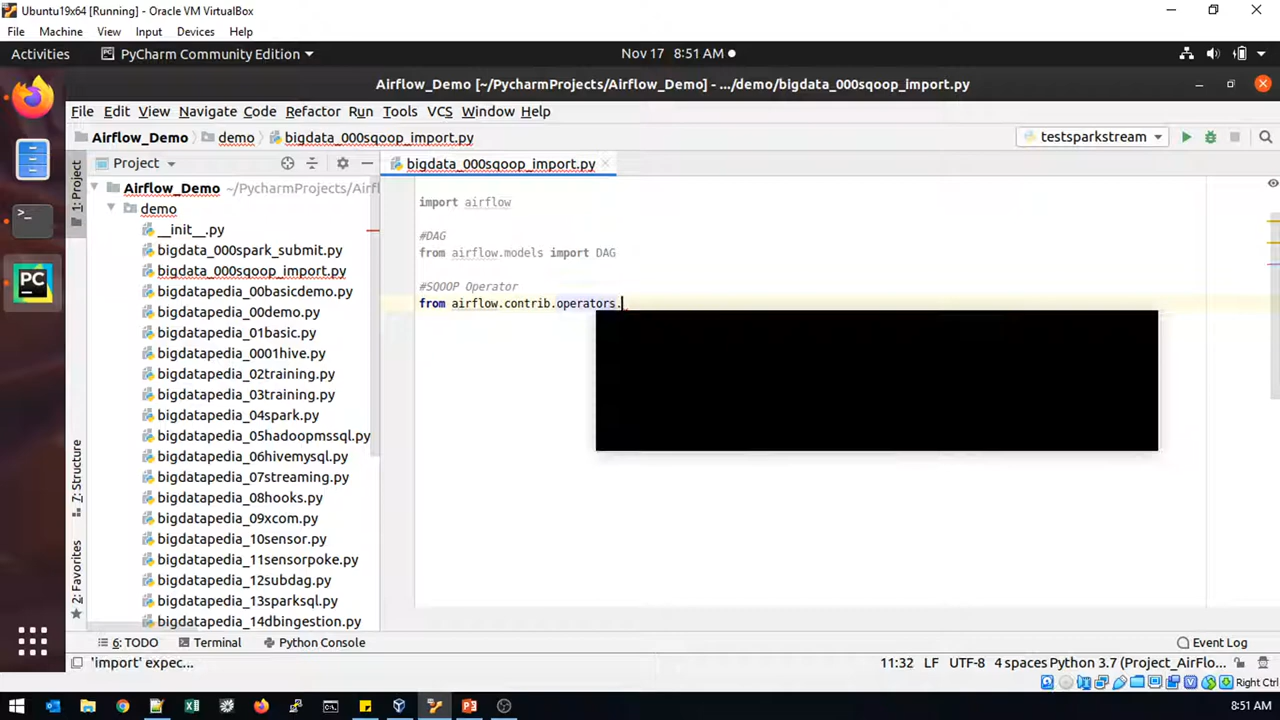 Ubuntu19x64 [Running] - Oracle VM VirtualBox
File Machine View Input Devices Help
Activities PyCharm Community Edition Nov 17 8:51 AM
Airflow_Demo [~/PycharmProjects/Airflow_Demo] - .../demo/bigdata_000sqoop_import.py
File Edit View Navigate Code Refactor Run Tools VCS Window Help
Airflow_Demo demo bigdata_000sqoop_import.py testsparkstream
1: Project
Project
bigdata_000sqoop_import.py
Airflow_Demo ~/PycharmProjects/Airfl
demo
__init__.py
bigdata_000spark_submit.py
bigdata_000sqoop_import.py
bigdatapedia_00basicdemo.py
bigdatapedia_00demo.py
bigdatapedia_01basic.py
bigdatapedia_0001hive.py
bigdatapedia_02training.py
bigdatapedia_03training.py
bigdatapedia_04spark.py
bigdatapedia_05hadoopmssql.py
bigdatapedia_06hivemysql.py
bigdatapedia_07streaming.py
bigdatapedia_08hooks.py
bigdatapedia_09xcom.py
bigdatapedia_10sensor.py
bigdatapedia_11sensorpoke.py
bigdatapedia_12subdag.py
bigdatapedia_13sparksql.py
bigdatapedia_14dbingestion.py
7: Structure
2: Favorites
import airflow
#DAG
from airflow.models import DAG
#SQOOP Operator
from airflow.contrib.operators.
6: TODO Terminal Python Console Event Log
'import' expec... 11:32 LF UTF-8 4 spaces Python 3.7 (Project_AirFlo...
Right Ctrl
8:51 AM